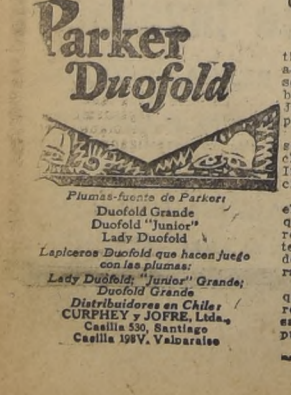 Parker
Duofold
Plumas-fuente de Parker:
Duofold Grande
Duofold "Junior"
Lady Duofold
Lapiceros Duofold que hacen juego
con las plumas:
Lady Duofold; "Junior" Grande;
Duofold Grande
Distribuidores en Chile:
CURPHEY y JOFRE, Ltda.,
Casilla 530, Santiago
Casilla 198V, Valparaíso